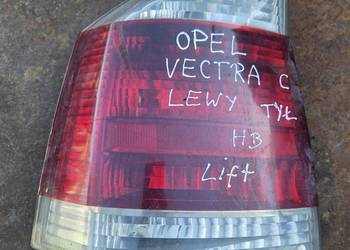 OPEL
VECTRA C
LEWY TYŁ
HB
Lift